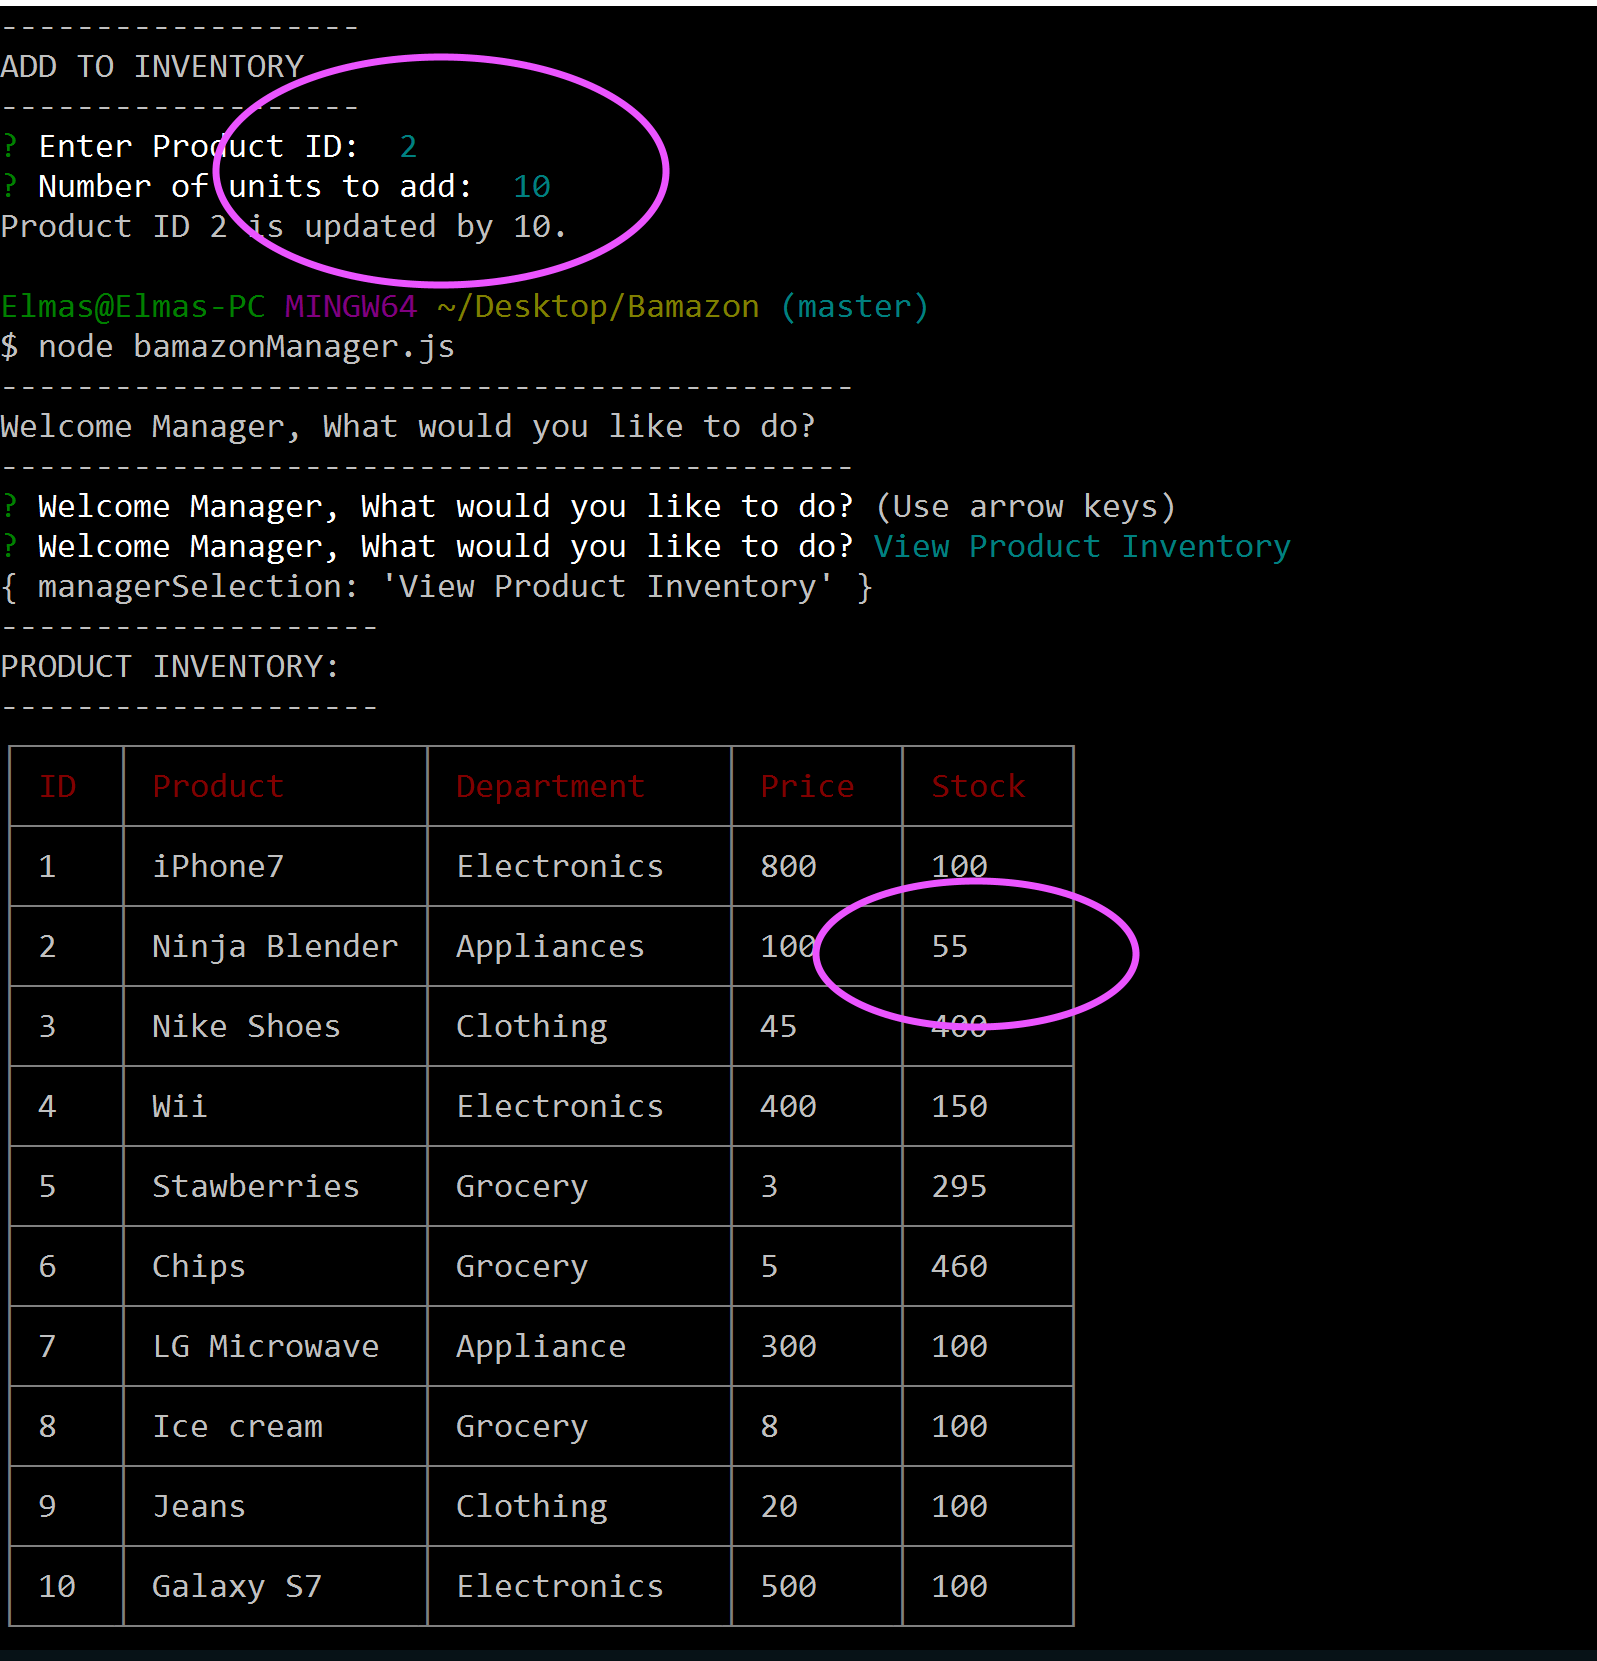 -------------------
ADD TO INVENTORY
-------------------
? Enter Product ID:  2
? Number of units to add:  10
Product ID 2 is updated by 10.
Elmas@Elmas-PC MINGW64 ~/Desktop/Bamazon (master)
$ node bamazonManager.js
---------------------------------------------
Welcome Manager, What would you like to do?
---------------------------------------------
? Welcome Manager, What would you like to do? (Use arrow keys)
? Welcome Manager, What would you like to do? View Product Inventory
{ managerSelection: 'View Product Inventory' }
--------------------
PRODUCT INVENTORY:
--------------------
ID Product Department Price Stock
1 iPhone7 Electronics 800 100
2 Ninja Blender Appliances 100 55
3 Nike Shoes Clothing 45 400
4 Wii Electronics 400 150
5 Stawberries Grocery 3 295
6 Chips Grocery 5 460
7 LG Microwave Appliance 300 100
8 Ice cream Grocery 8 100
9 Jeans Clothing 20 100
10 Galaxy S7 Electronics 500 100